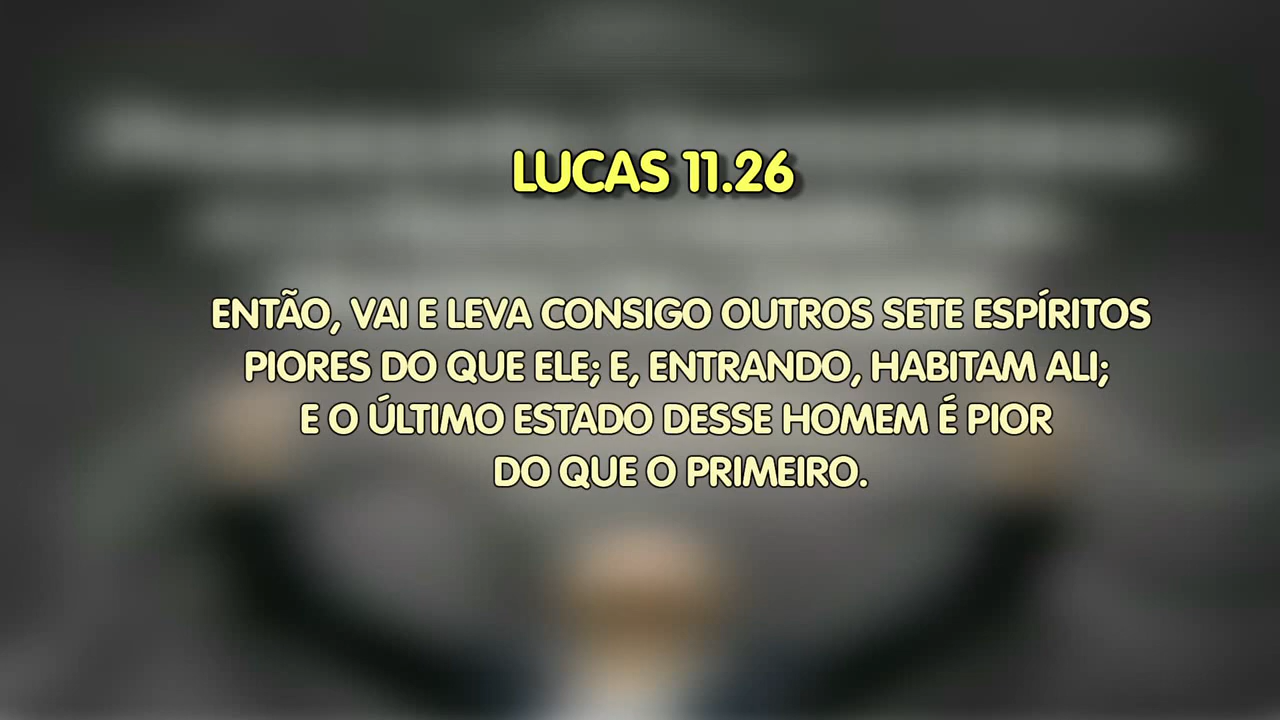 LUCAS 11.26
ENTÃO, VAI E LEVA CONSIGO OUTROS SETE ESPÍRITOS
PIORES DO QUE ELE; E, ENTRANDO, HABITAM ALI;
E O ÚLTIMO ESTADO DESSE HOMEM É PIOR
DO QUE O PRIMEIRO.